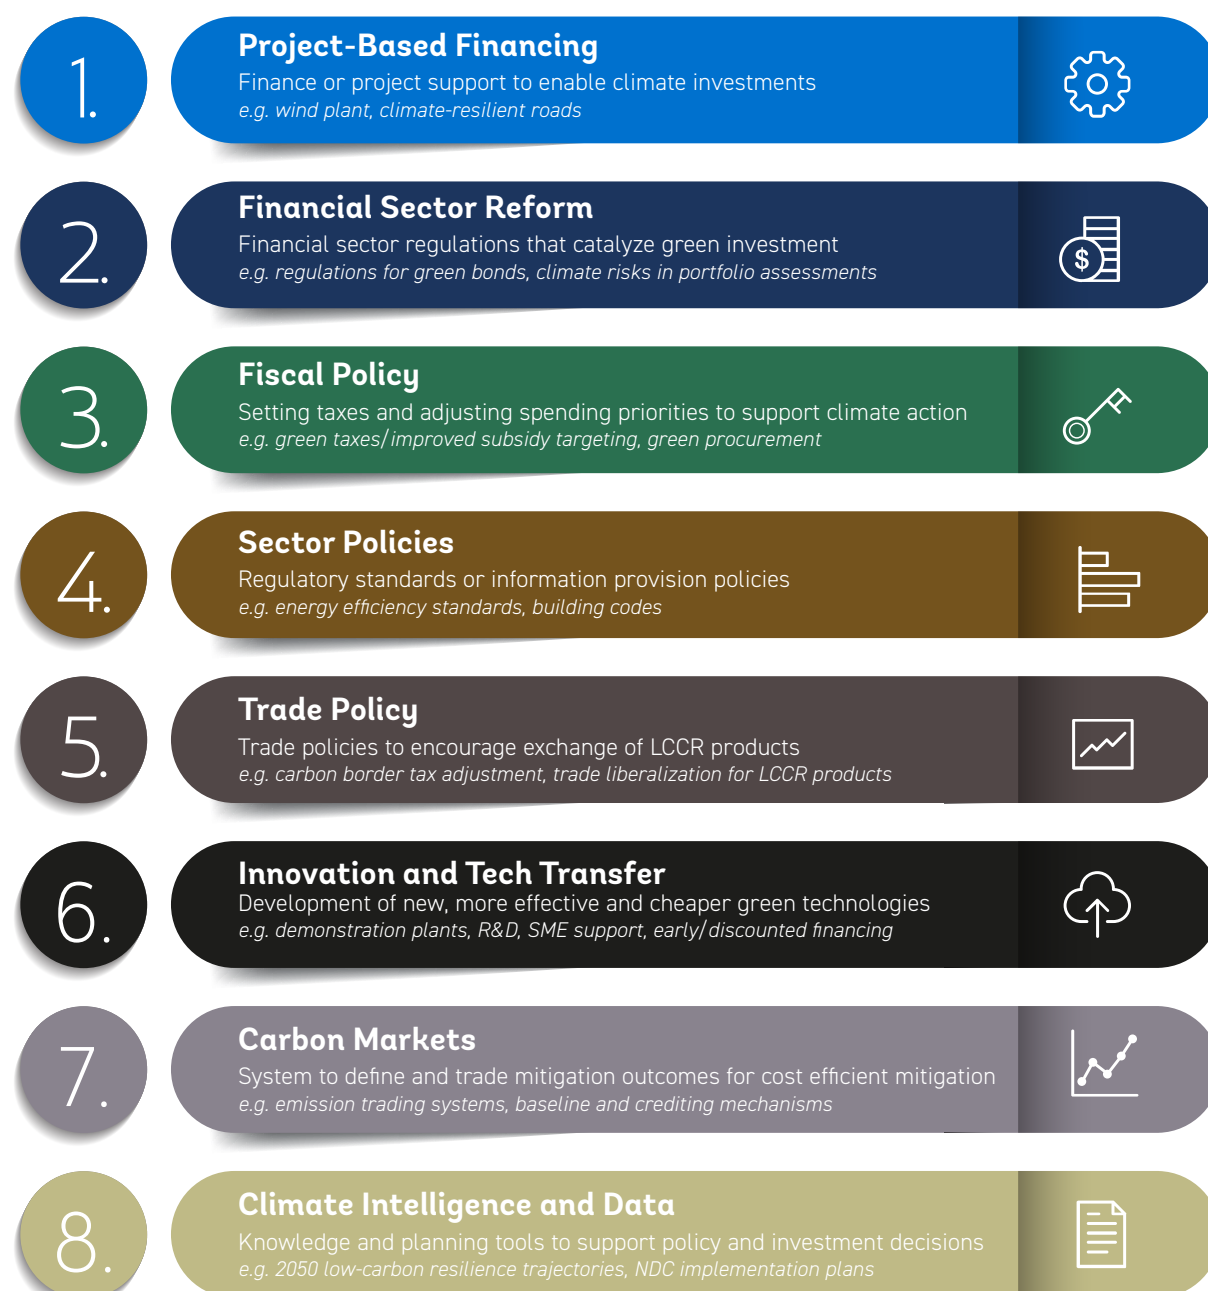 1.
Project-Based Financing
Finance or project support to enable climate investments
e.g. wind plant, climate-resilient roads
2.
Financial Sector Reform
Financial sector regulations that catalyze green investment
e.g. regulations for green bonds, climate risks in portfolio assessments
$
3.
Fiscal Policy
Setting taxes and adjusting spending priorities to support climate action
e.g. green taxes/improved subsidy targeting, green procurement
4.
Sector Policies
Regulatory standards or information provision policies
e.g. energy efficiency standards, building codes
5.
Trade Policy
Trade policies to encourage exchange of LCCR products
e.g. carbon border tax adjustment, trade liberalization for LCCR products
6.
Innovation and Tech Transfer
Development of new, more effective and cheaper green technologies
e.g. demonstration plants, R&D, SME support, early/discounted financing
7.
Carbon Markets
System to define and trade mitigation outcomes for cost efficient mitigation
e.g. emission trading systems, baseline and crediting mechanisms
8.
Climate Intelligence and Data
Knowledge and planning tools to support policy and investment decisions
e.g. 2050 low-carbon resilience trajectories, NDC implementation plans